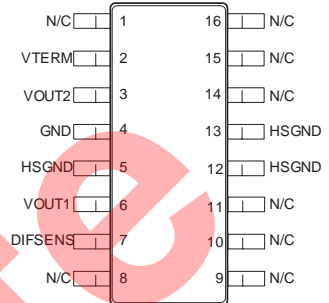 N/C 1 16 N/C
VTERM 2 15 N/C
VOUT2 3 14 N/C
GND 4 13 HSGND
HSGND 5 12 HSGND
VOUT1 6 11 N/C
DIFSENS 7 10 N/C
N/C 8 9 N/C